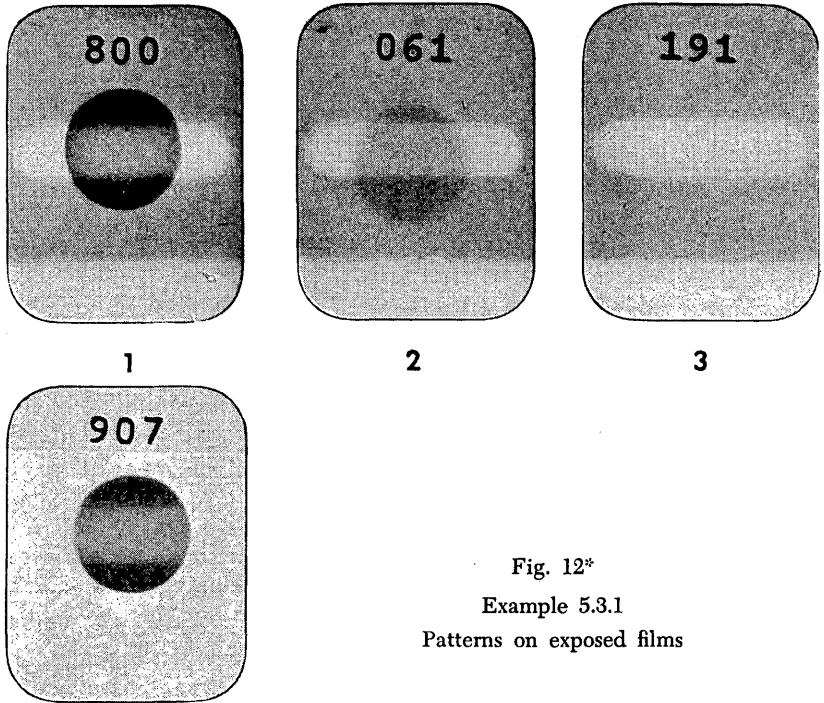 800 061 191
1 2 3
907
Fig. 12*
Example 5.3.1
Patterns on exposed films